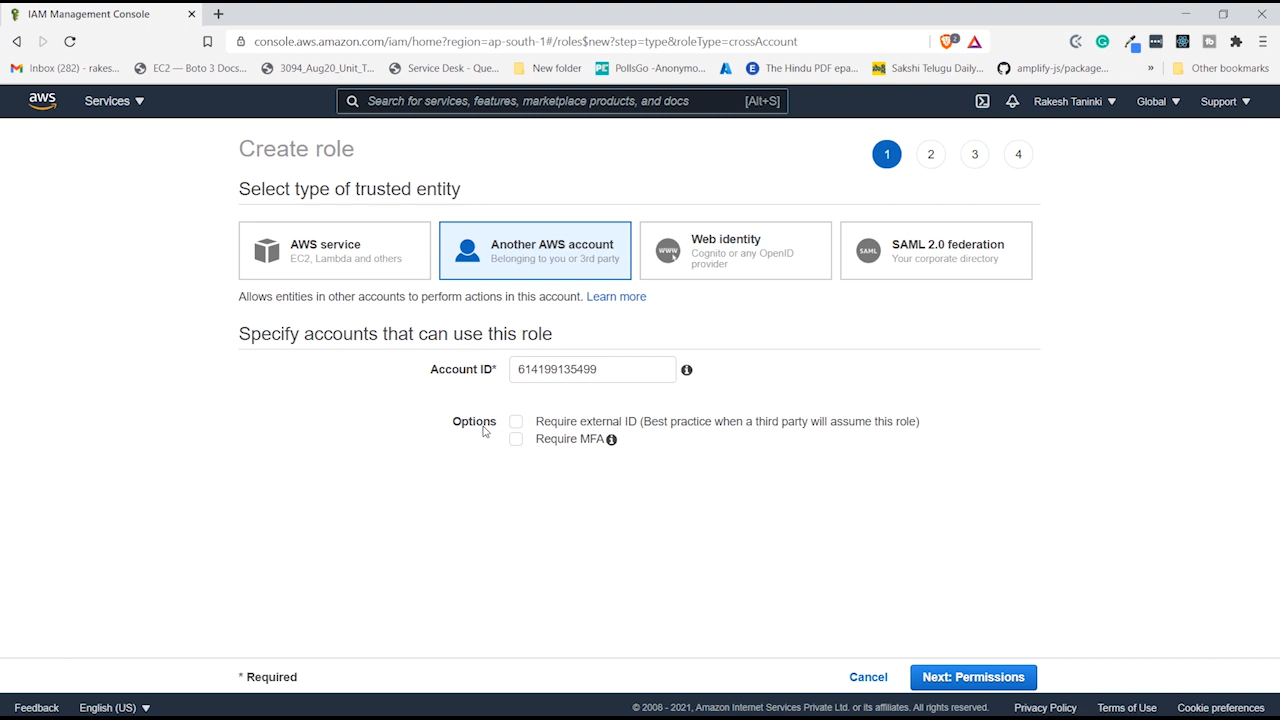 IAM Management Console
console.aws.amazon.com/iam/home?region=ap-south-1#/roles$new?step=type&roleType=crossAccount
2
Inbox (282) - rakes...
EC2 — Boto 3 Docs...
3094_Aug20_Unit_T...
Service Desk - Que...
New folder
PollsGo -Anonymo...
The Hindu PDF epa...
Sakshi Telugu Daily...
amplify-js/package...
»
Other bookmarks
aws
Services
Search for services, features, marketplace products, and docs
[Alt+S]
Rakesh Taninki
Global
Support
Create role
1
2
3
4
Select type of trusted entity
AWS service
EC2, Lambda and others
Another AWS account
Belonging to you or 3rd party
WWW
Web identity
Cognito or any OpenID
provider
SAML
SAML 2.0 federation
Your corporate directory
Allows entities in other accounts to perform actions in this account. Learn more
Specify accounts that can use this role
Account ID*
614199135499
Options
Require external ID (Best practice when a third party will assume this role)
Require MFA
* Required
Cancel
Next: Permissions
Feedback
English (US)
© 2008 - 2021, Amazon Internet Services Private Ltd. or its affiliates. All rights reserved.
Privacy Policy
Terms of Use
Cookie preferences